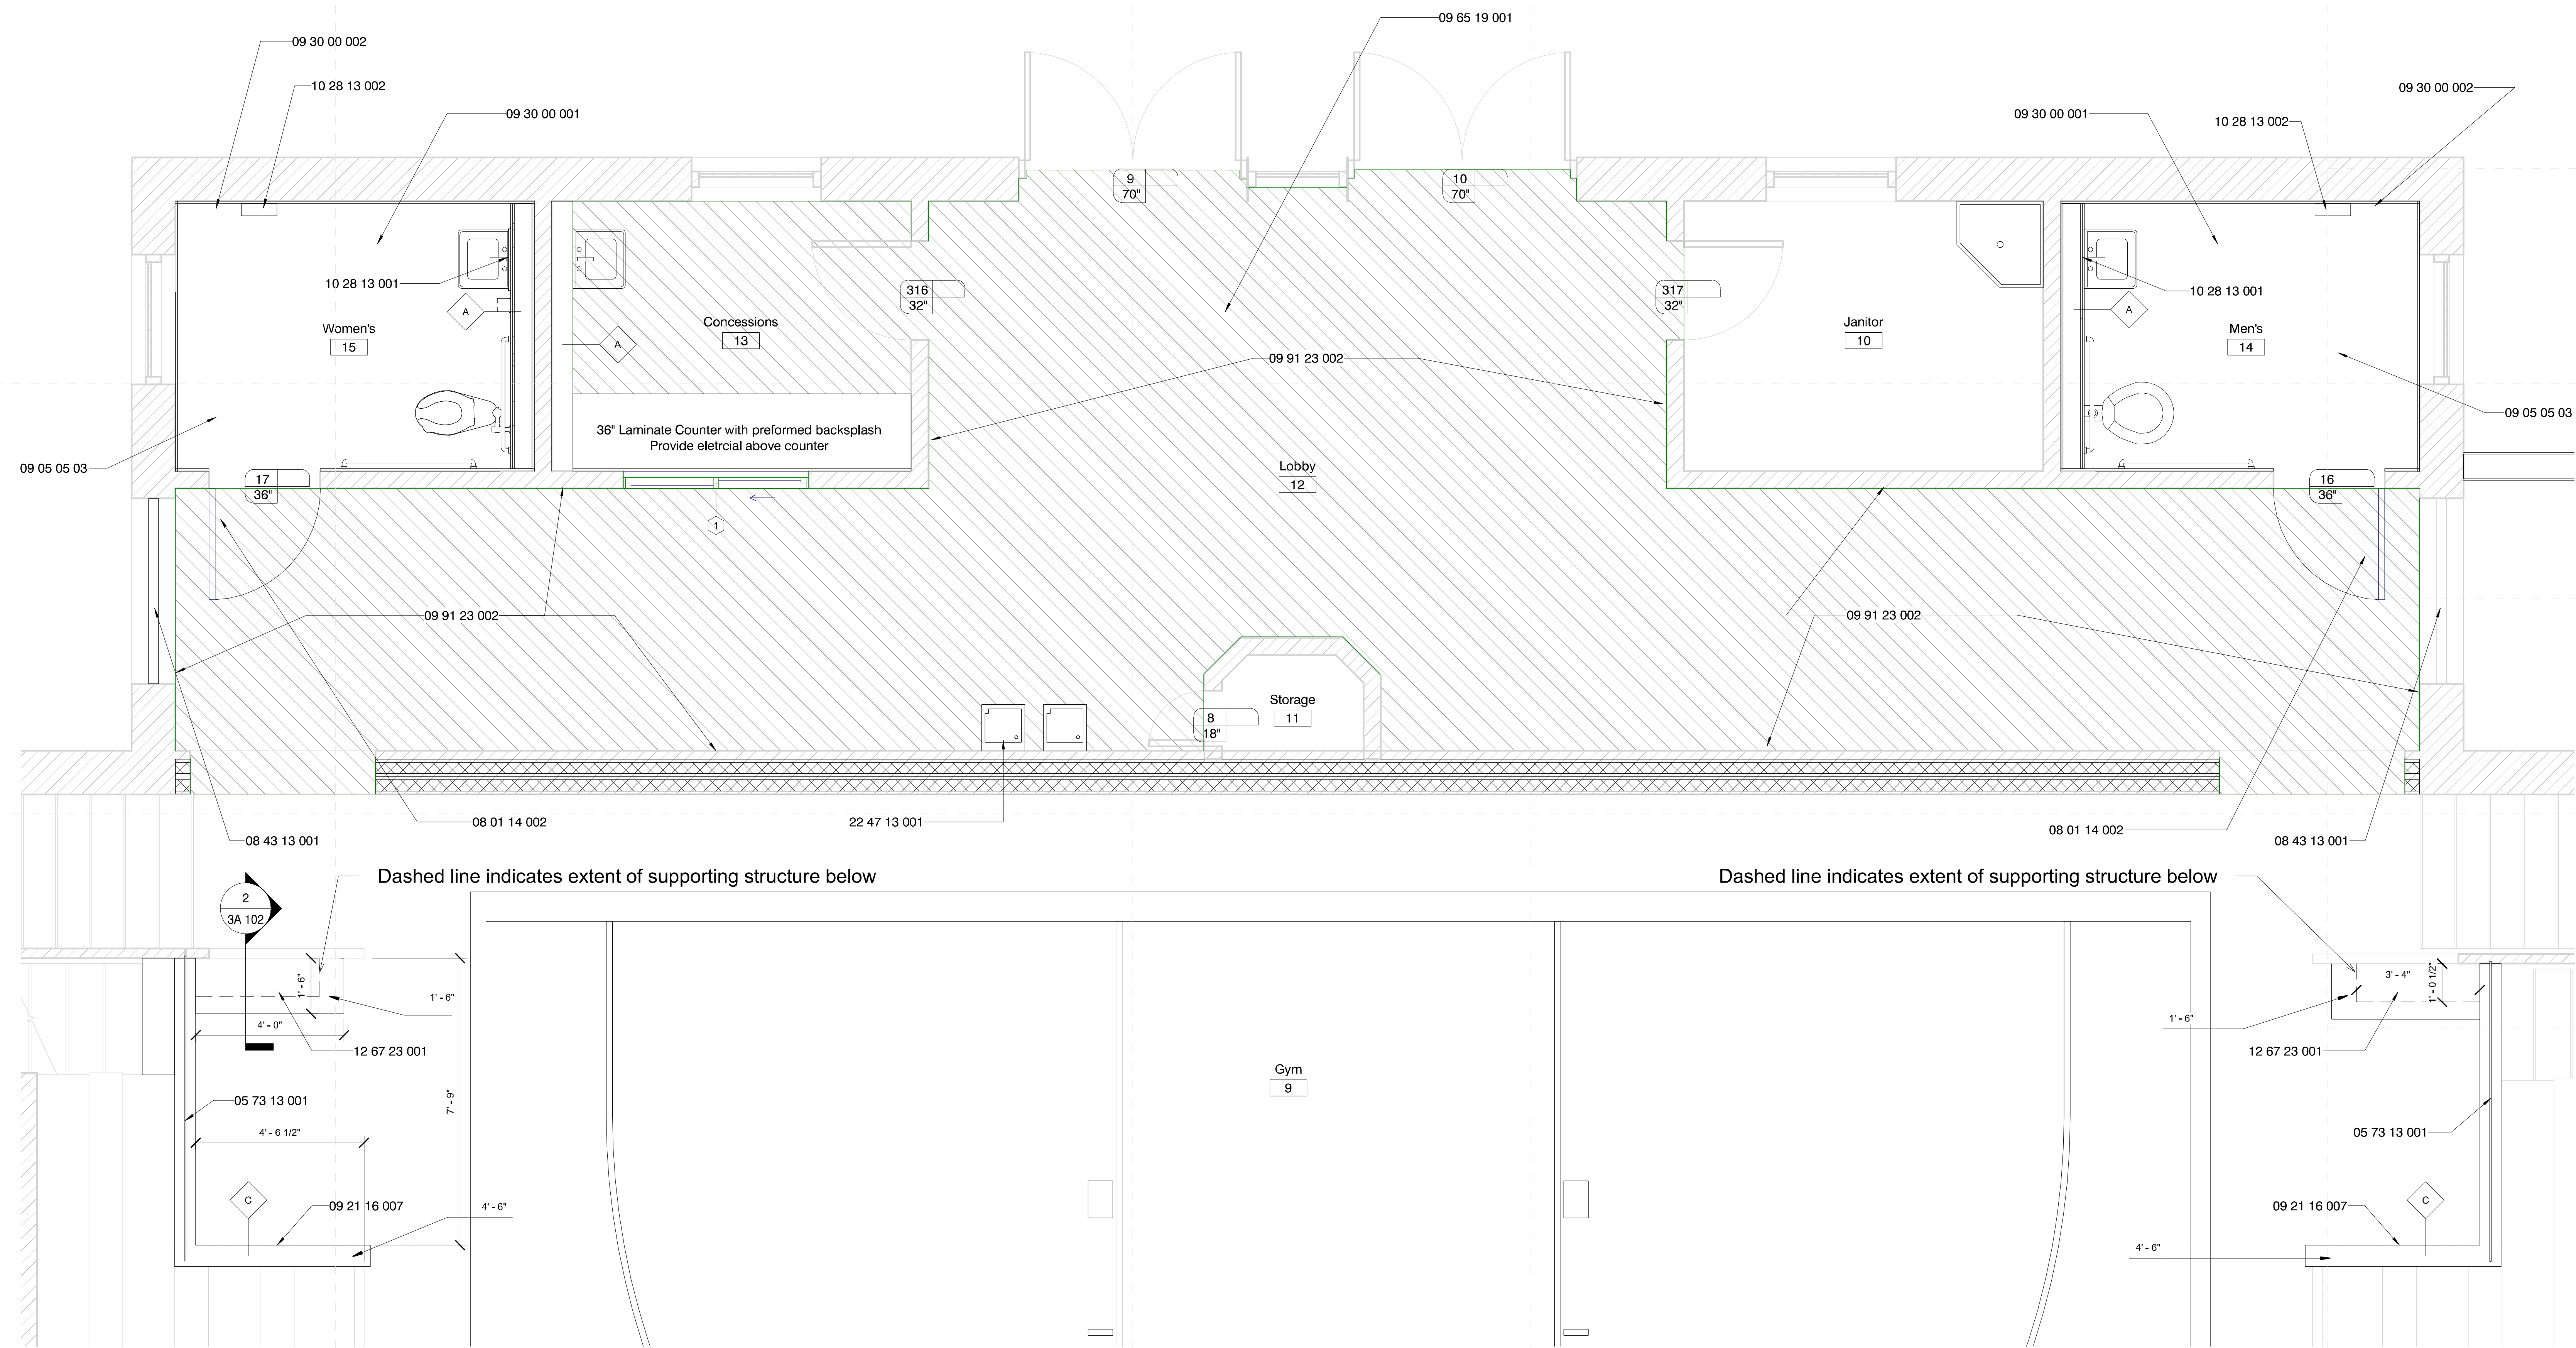 09 65 19 001
09 30 00 002
10 28 13 002
09 30 00 001
09 30 00 002
09 30 00 001
10 28 13 002
9
70"
10
70"
10 28 13 001
316
32"
317
32"
10 28 13 001
A
A
A
Women's
15
Concessions
13
Janitor
10
Men's
14
09 91 23 002
09 05 05 03
36" Laminate Counter with preformed backsplash
Provide eletrcial above counter
09 05 05 03
Lobby
12
17
36"
16
36"
1
09 91 23 002
09 91 23 002
Storage
11
8
18"
08 43 13 001
08 01 14 002
22 47 13 001
08 01 14 002
08 43 13 001
Dashed line indicates extent of supporting structure below
Dashed line indicates extent of supporting structure below
2
3A 102
1' - 6"
1' - 6"
4' - 0"
12 67 23 001
3' - 4"
1' - 0 1/2"
1' - 6"
12 67 23 001
Gym
9
05 73 13 001
7' - 9"
4' - 6 1/2"
05 73 13 001
C
09 21 16 007
4' - 6"
C
09 21 16 007
4' - 6"